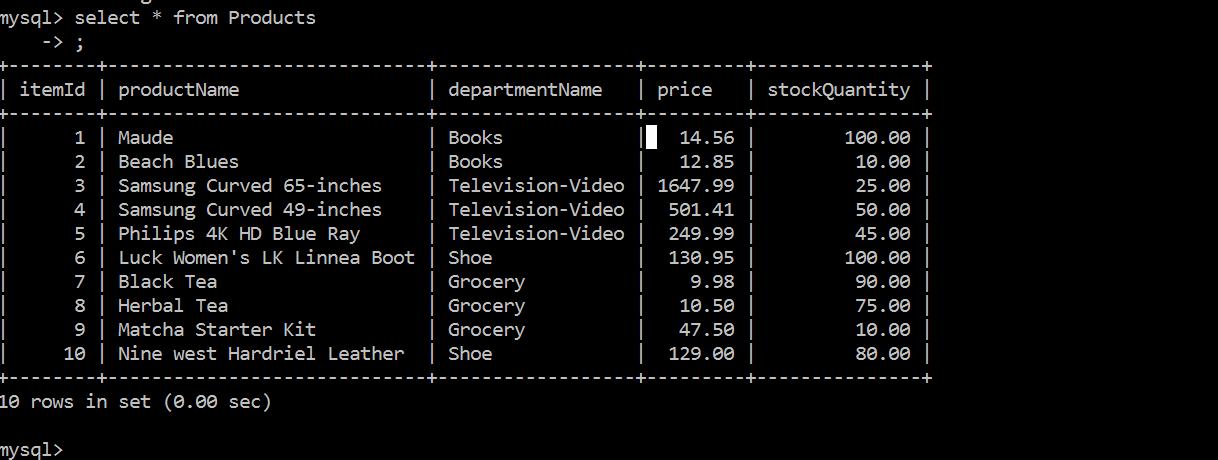 mysql> select * from Products
    -> ;
+--------+-----------------------------+------------------+---------+---------------+
| itemId | productName                 | departmentName   | price   | stockQuantity |
+--------+-----------------------------+------------------+---------+---------------+
|      1 | Maude                       | Books            |   14.56 |        100.00 |
|      2 | Beach Blues                 | Books            |   12.85 |         10.00 |
|      3 | Samsung Curved 65-inches    | Television-Video | 1647.99 |         25.00 |
|      4 | Samsung Curved 49-inches    | Television-Video |  501.41 |         50.00 |
|      5 | Philips 4K HD Blue Ray      | Television-Video |  249.99 |         45.00 |
|      6 | Luck Women's LK Linnea Boot | Shoe             |  130.95 |        100.00 |
|      7 | Black Tea                   | Grocery          |    9.98 |         90.00 |
|      8 | Herbal Tea                  | Grocery          |   10.50 |         75.00 |
|      9 | Matcha Starter Kit          | Grocery          |   47.50 |         10.00 |
|     10 | Nine west Hardriel Leather  | Shoe             |  129.00 |         80.00 |
+--------+-----------------------------+------------------+---------+---------------+
10 rows in set (0.00 sec)

mysql>